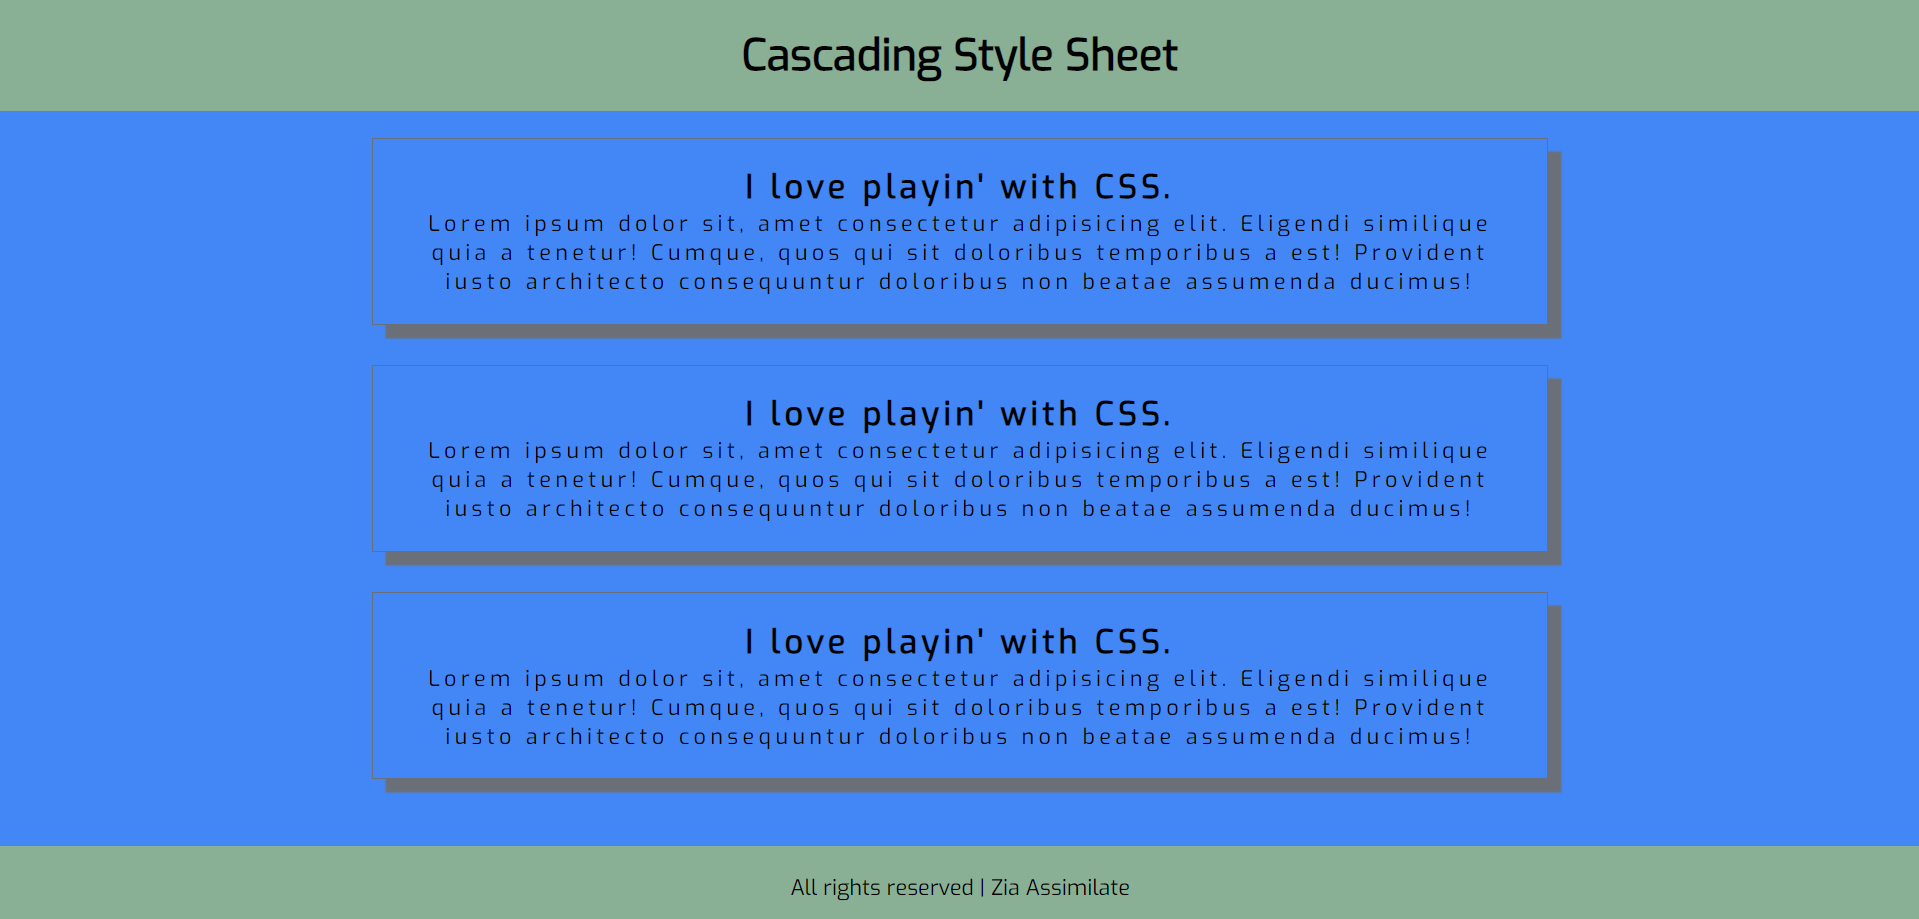 Cascading Style Sheet
I love playin' with CSS.
Lorem ipsum dolor sit, amet consectetur adipisicing elit. Eligendi similique
quia a tenetur! Cumque, quos qui sit doloribus temporibus a est! Provident
iusto architecto consequuntur doloribus non beatae assumenda ducimus!
I love playin' with CSS.
Lorem ipsum dolor sit, amet consectetur adipisicing elit. Eligendi similique
quia a tenetur! Cumque, quos qui sit doloribus temporibus a est! Provident
iusto architecto consequuntur doloribus non beatae assumenda ducimus!
I love playin' with CSS.
Lorem ipsum dolor sit, amet consectetur adipisicing elit. Eligendi similique
quia a tenetur! Cumque, quos qui sit doloribus temporibus a est! Provident
iusto architecto consequuntur doloribus non beatae assumenda ducimus!
All rights reserved | Zia Assimilate